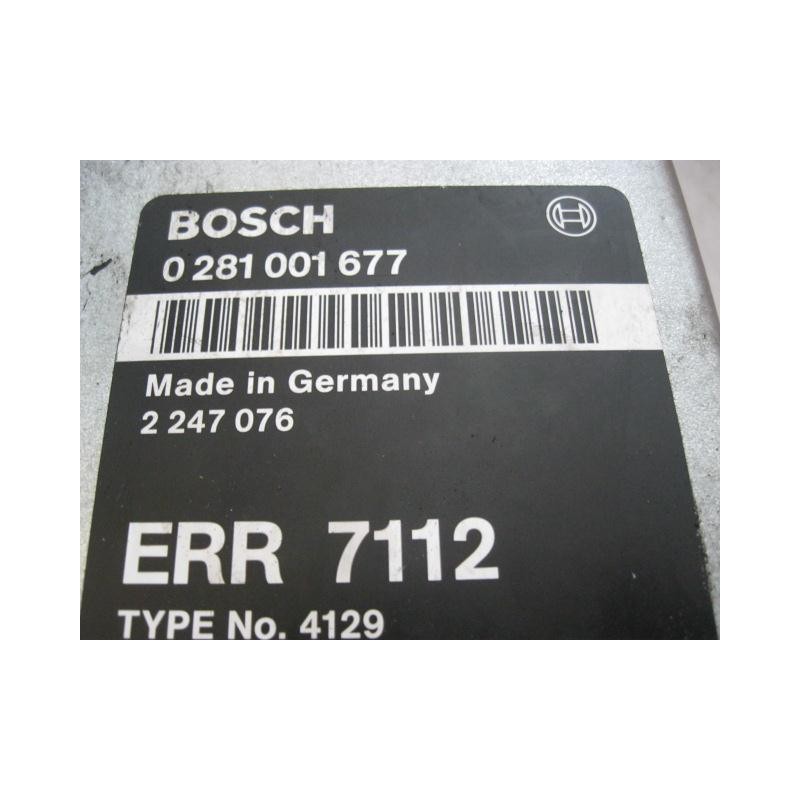 BOSCH
0 281 001 677
Made in Germany
2 247 076
ERR 7112
TYPE No. 4129